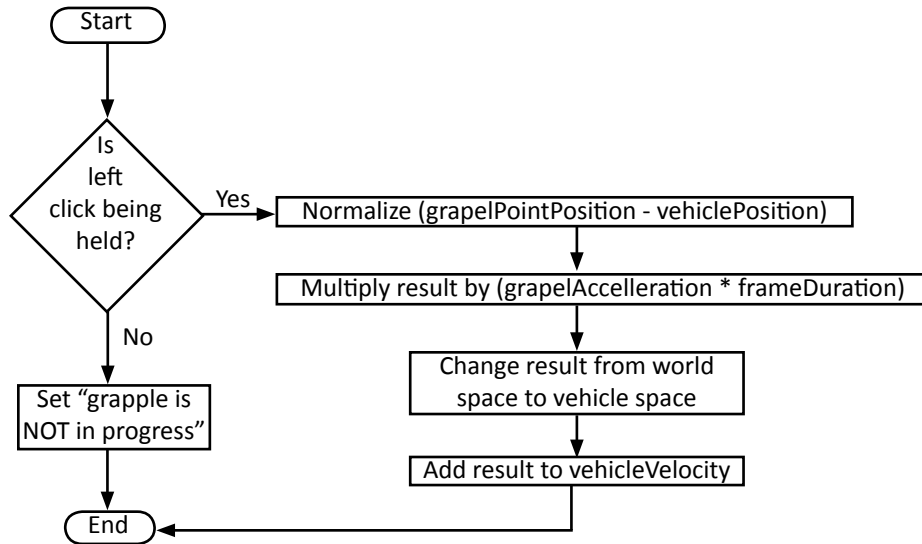 Start
Is
left
click being
held?
Yes
Normalize (grapelPointPosition - vehiclePosition)
Multiply result by (grapelAccelleration * frameDuration)
No
Change result from world
space to vehicle space
Set “grapple is
NOT in progress”
Add result to vehicleVelocity
End